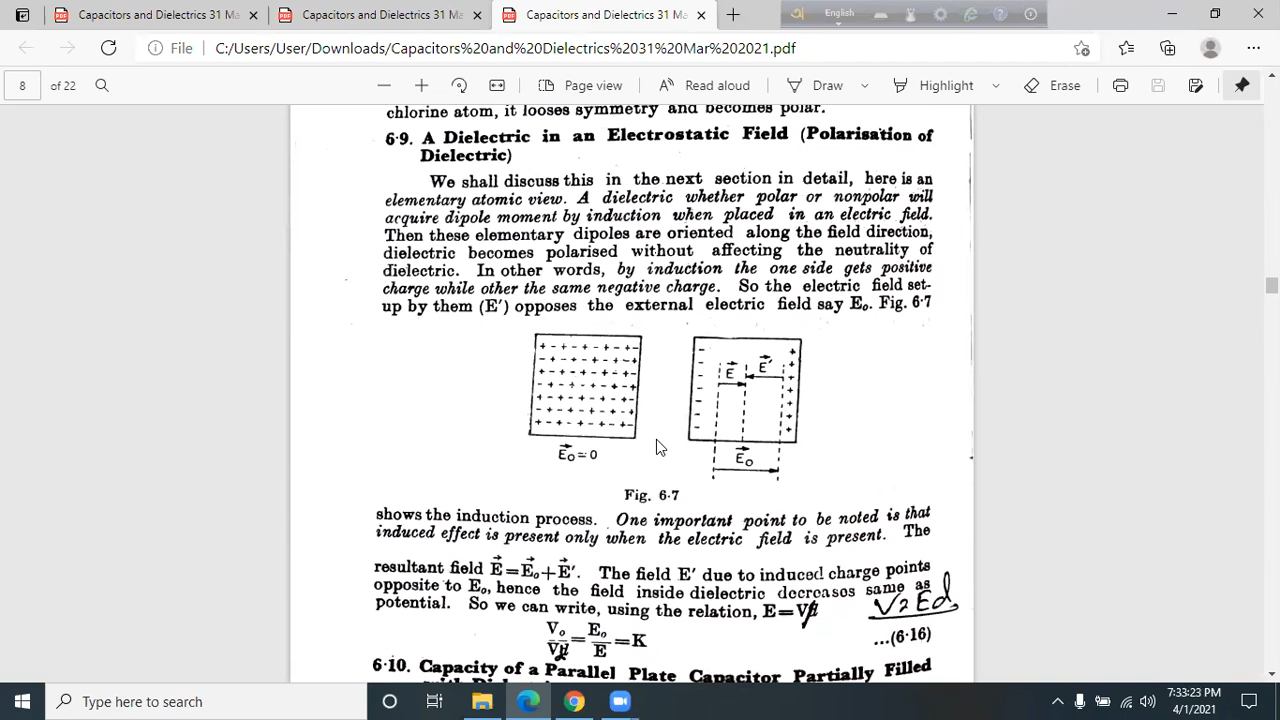 Capacitors and Dielectrics 31 Ma
Capacitors and Dielectrics 31 Ma
Capacitors and Dielectrics 31 Ma
English
File
C:/Users/User/Downloads/Capacitors%20and%20Dielectrics%2031%20Mar%202021.pdf
8 of 22
Page view
Read aloud
Draw
Highlight
Erase
chlorine atom, it looses symmetry and becomes polar.
6·9. A Dielectric in an Electrostatic Field (Polarisation of
Dielectric)
We shall discuss this in the next section in detail, here is an
elementary atomic view. A dielectric whether polar or nonpolar will
acquire dipole moment by induction when placed in an electric field.
Then these elementary dipoles are oriented along the field direction,
dielectric becomes polarised without affecting the neutrality of
dielectric. In other words, by induction the one side gets positive
charge while other the same negative charge. So the electric field set-
up by them (E′) opposes the external electric field say E₀. Fig. 6·7
E⃗ E⃗′
E⃗₀=0
E⃗₀
Fig. 6·7
shows the induction process. One important point to be noted is that
induced effect is present only when the electric field is present. The
resultant field E⃗=E⃗₀+E⃗′. The field E′ due to induced charge points
opposite to E₀, hence the field inside dielectric decreases same as
potential. So we can write, using the relation, E=V/d
V=Ed
V₀/V = E₀/E = K ...(6·16)
6·10. Capacity of a Parallel Plate Capacitor Partially Filled
Type here to search
7:33:23 PM
4/1/2021